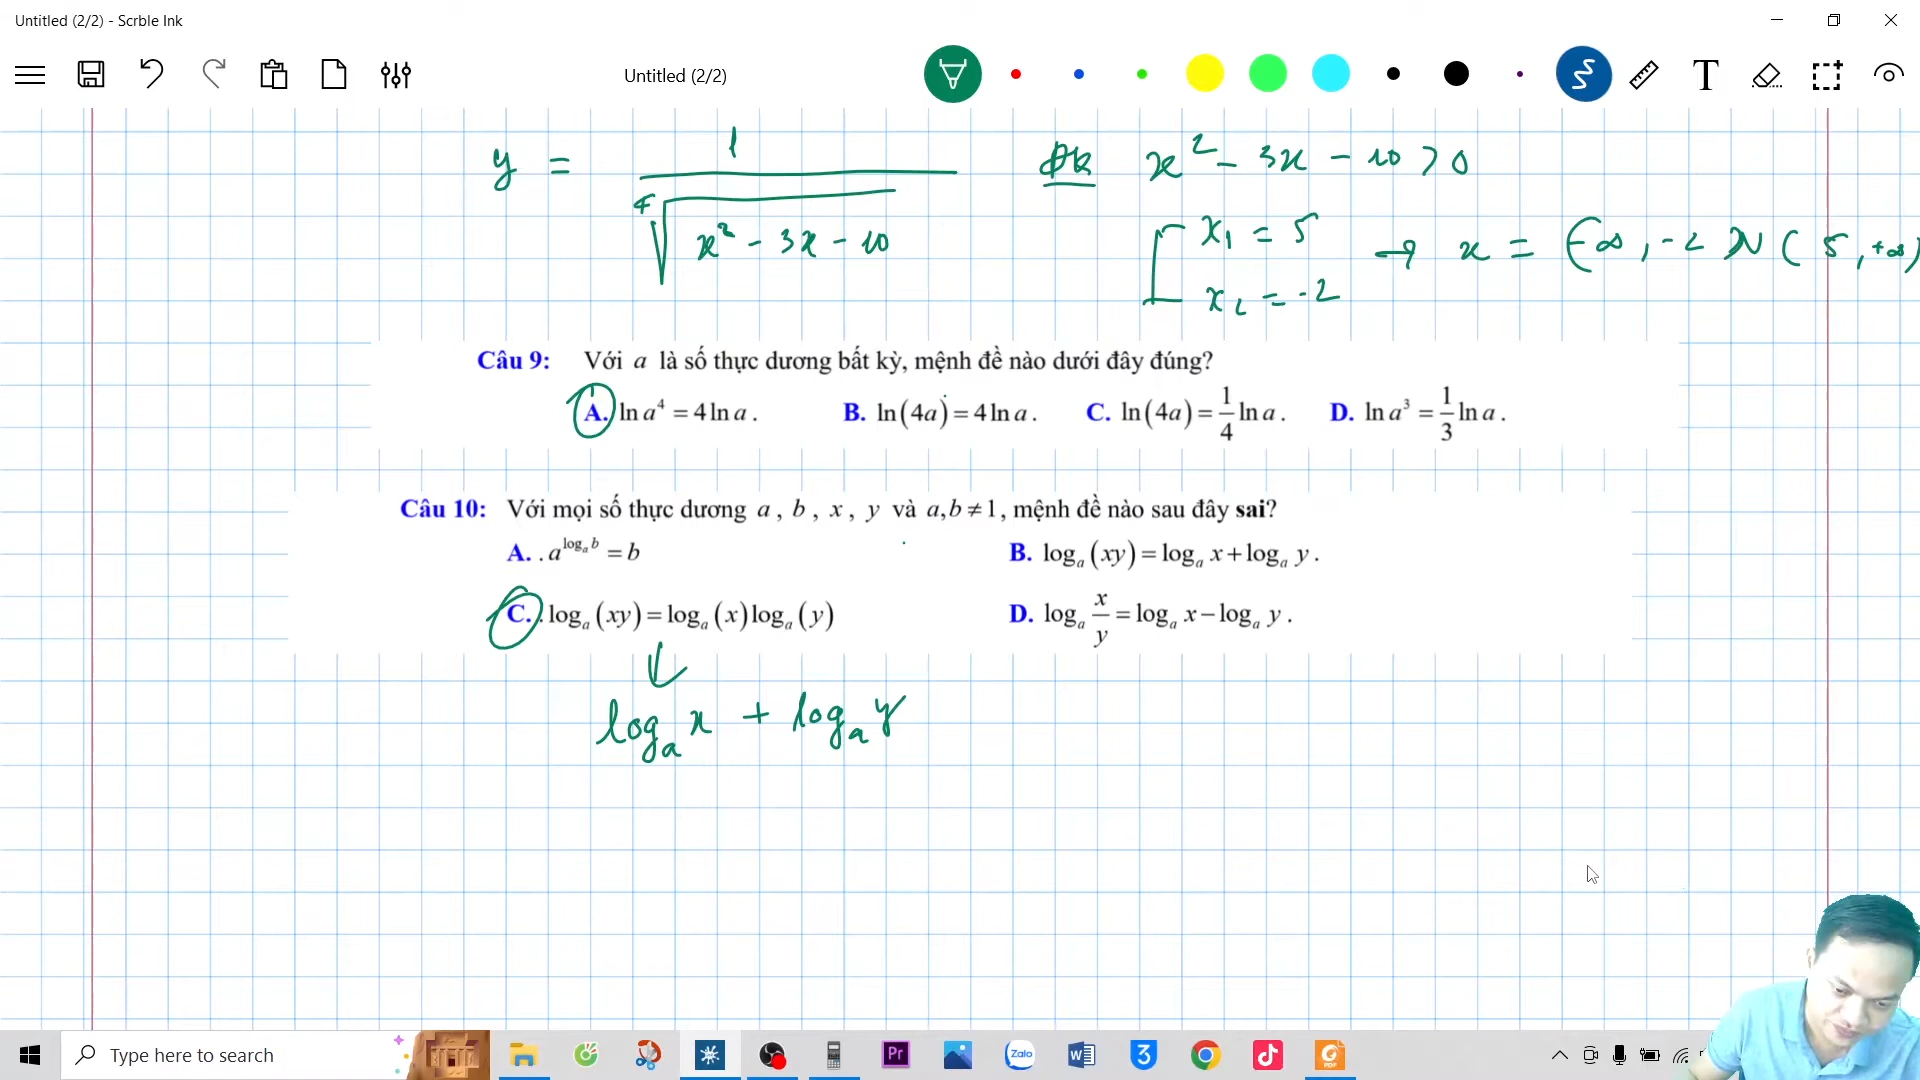 Untitled (2/2) - Scrble Ink
Untitled (2/2)
T
y = 1 / ⁴√(x² - 3x - 10)
ĐK x² - 3x - 10 > 0
[ x₁ = 5
x₂ = -2
→ x = (-∞, -2) ∪ (5, +∞)
Câu 9: Với a là số thực dương bất kỳ, mệnh đề nào dưới đây đúng?
A. ln a⁴ = 4 ln a . B. ln(4a) = 4 ln a . C. ln(4a) = 1/4 ln a . D. ln a³ = 1/3 ln a .
Câu 10: Với mọi số thực dương a , b , x , y và a,b ≠ 1, mệnh đề nào sau đây sai?
A. . a^(logₐ b) = b B. logₐ(xy) = logₐ x + logₐ y .
C. . logₐ(xy) = logₐ(x) logₐ(y) D. logₐ x/y = logₐ x − logₐ y .
logₐ x + logₐ y
Type here to search
Pr
Zalo
PDF